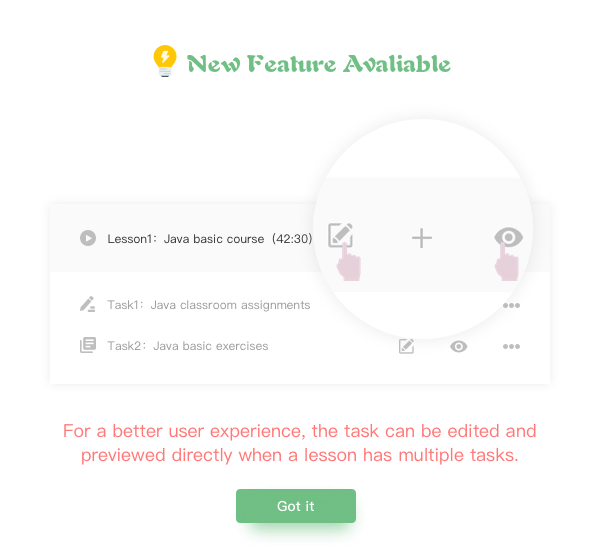 New Feature Avaliable
Lesson1：Java basic course（42:30）
Task1：Java classroom assignments
Task2：Java basic exercises
For a better user experience, the task can be edited and
previewed directly when a lesson has multiple tasks.
Got it